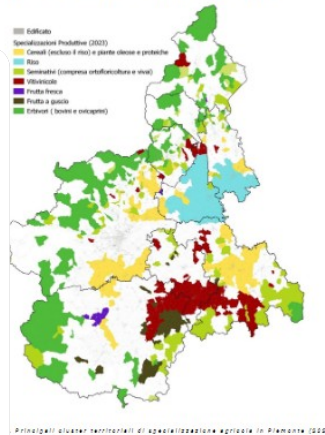 Edificato
Specializzazioni Produttive (2023)
Cereali (escluso il riso) e piante oleose e proteiche
Riso
Seminativi (compresa ortofloricoltura e vivai)
Vitivinicole
Frutta fresca
Frutta a guscio
Erbivori ( bovini e ovicaprini)
Principali cluster territoriali di specializzazione agricola in Piemonte